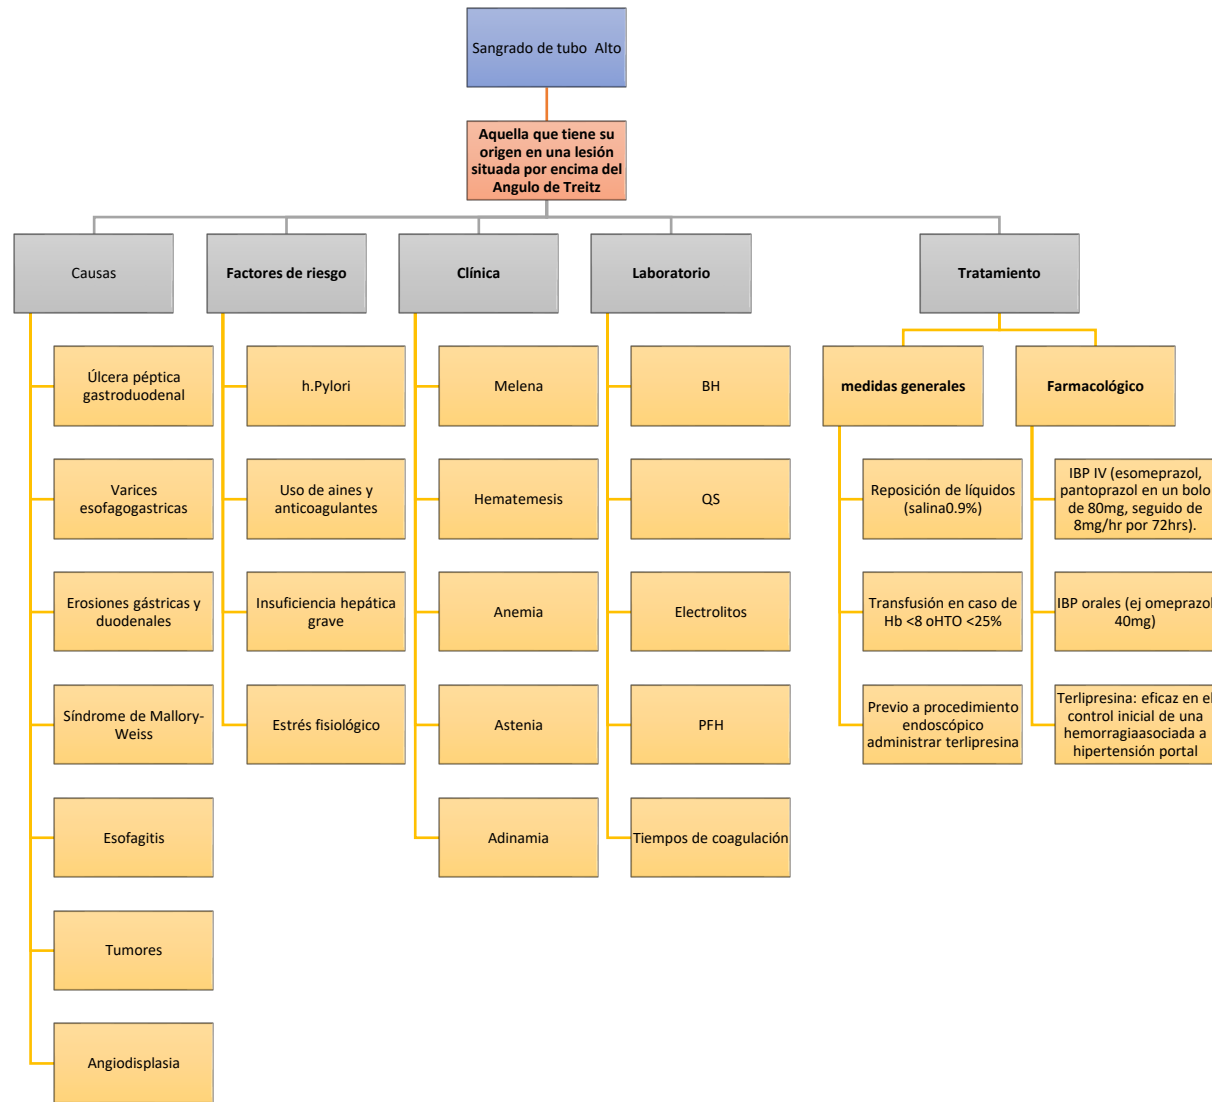 Sangrado de tubo  Alto
Aquella que tiene su
origen en una lesión
situada por encima del
Angulo de Treitz
Causas
Factores de riesgo
Clínica
Laboratorio
Tratamiento
Úlcera péptica
gastroduodenal
Varices
esofagogastricas
Erosiones gástricas y
duodenales
Síndrome de Mallory-
Weiss
Esofagitis
Tumores
Angiodisplasia
h.Pylori
Uso de aines y
anticoagulantes
Insuficiencia hepática
grave
Estrés fisiológico
Melena
Hematemesis
Anemia
Astenia
Adinamia
BH
QS
Electrolitos
PFH
Tiempos de coagulación
medidas generales
Reposición de líquidos
(salina0.9%)
Transfusión en caso de
Hb <8 oHTO <25%
Previo a procedimiento
endoscópico
administrar terlipresina
Farmacológico
IBP IV (esomeprazol,
pantoprazol en un bolo
de 80mg, seguido de
8mg/hr por 72hrs).
IBP orales (ej omeprazol
40mg)
Terlipresina: eficaz en el
control inicial de una
hemorragiaasociada a
hipertensión portal